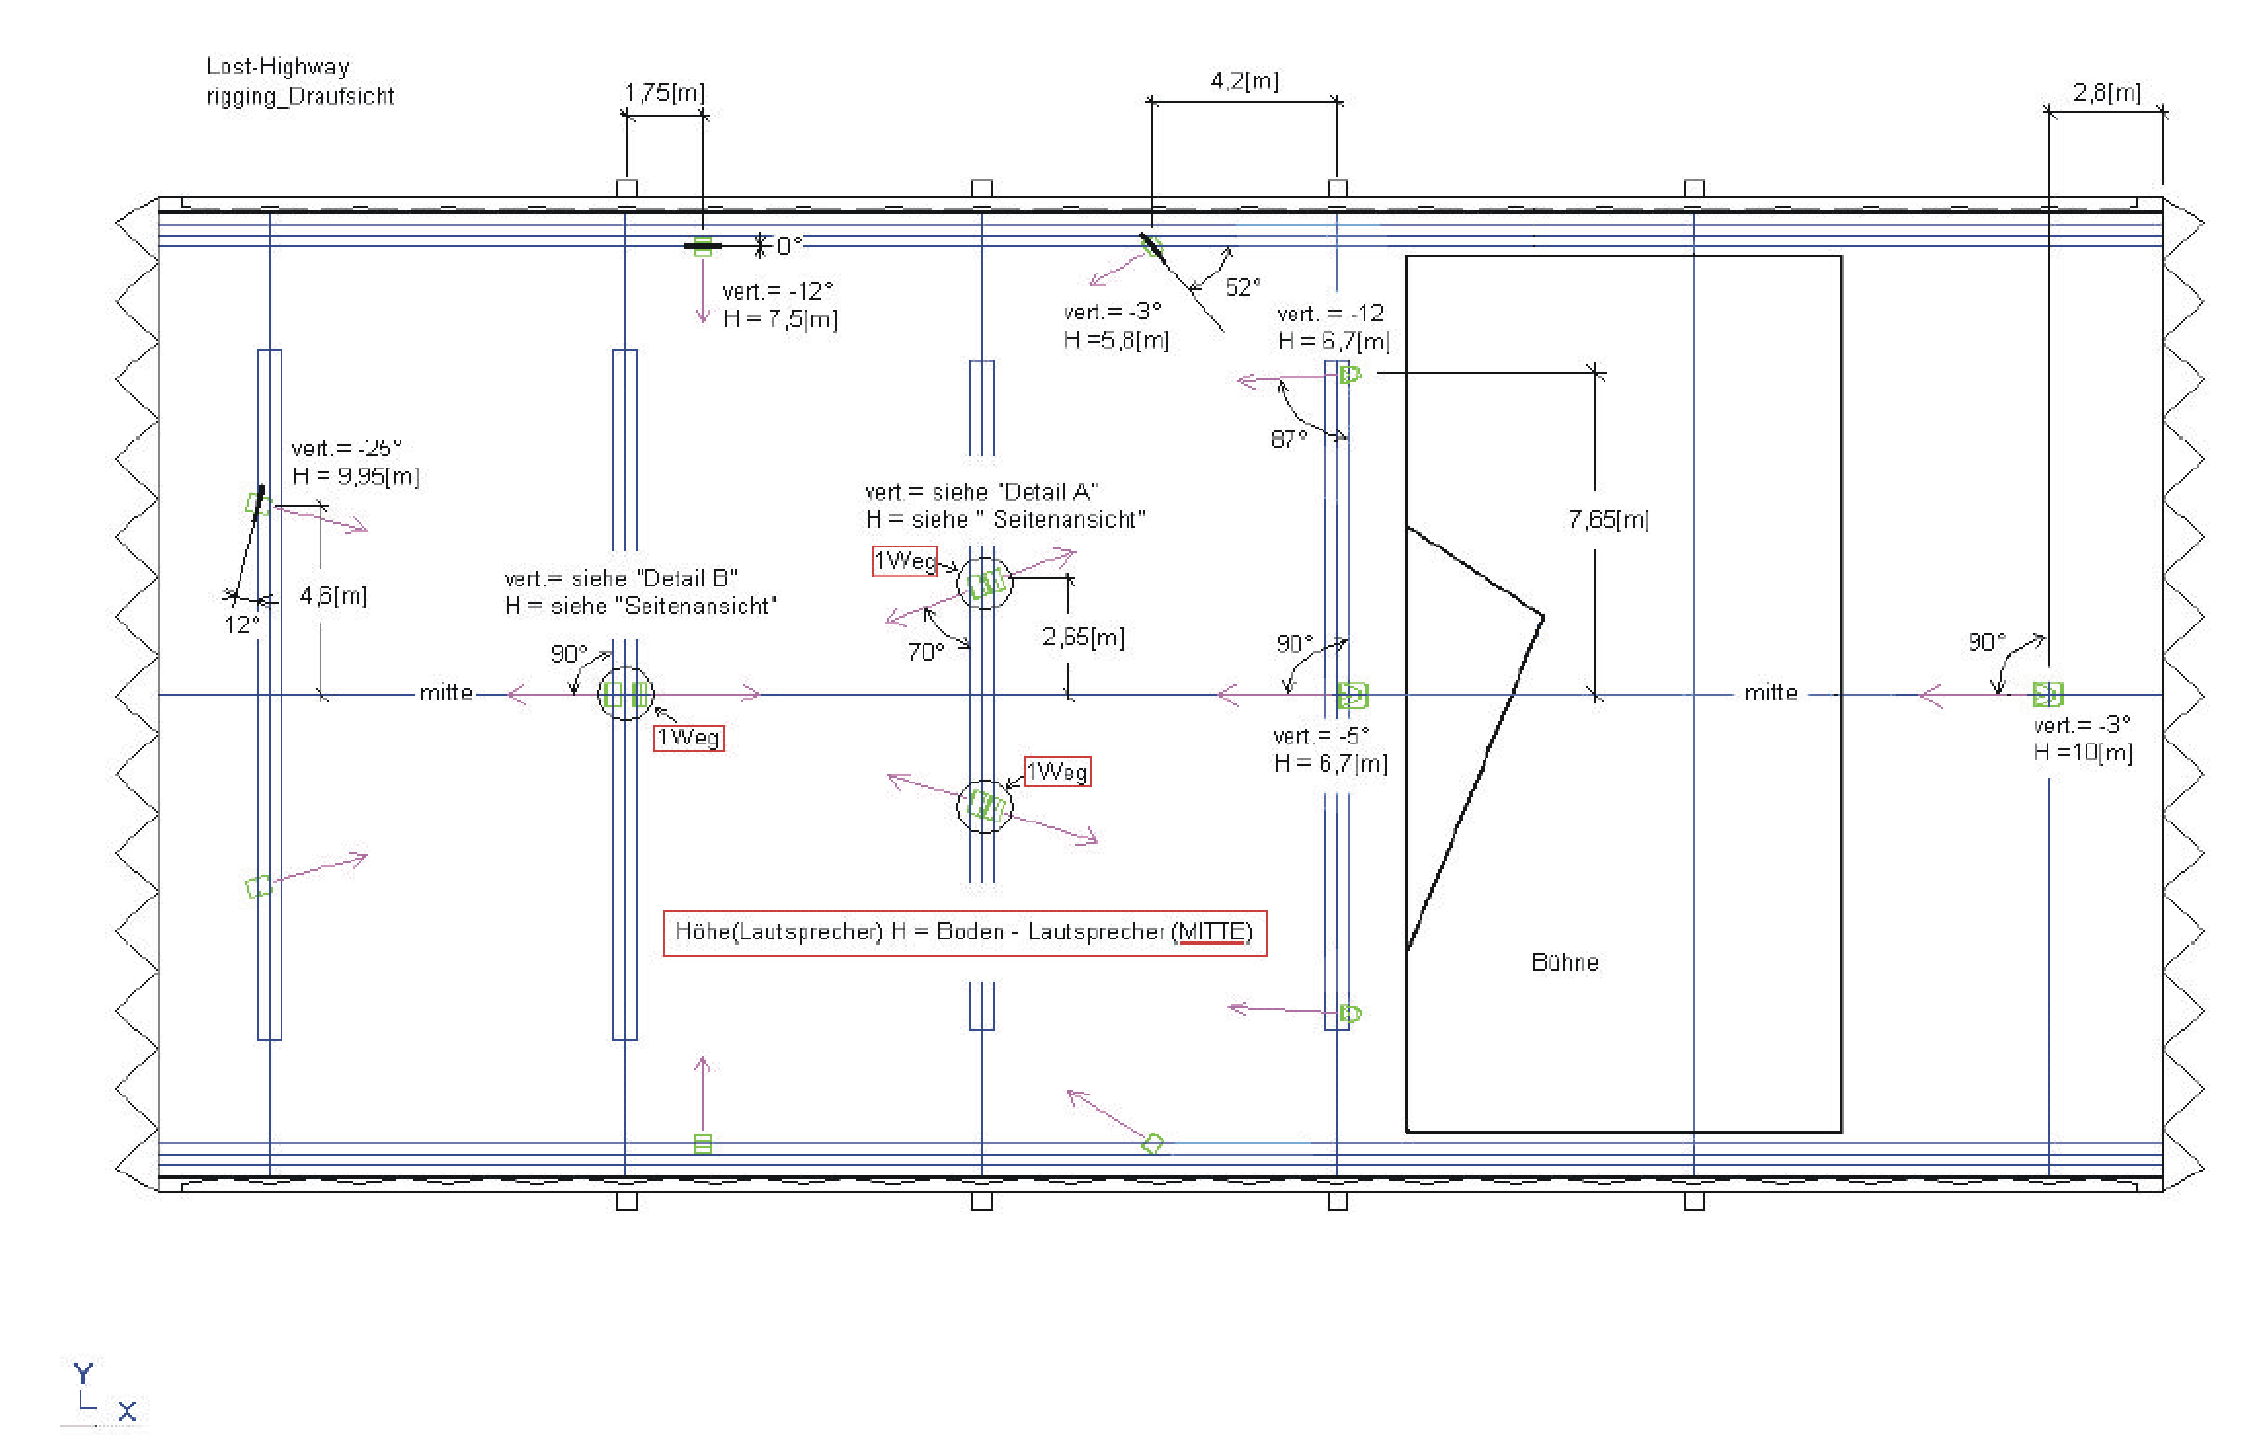 Lost-Highway
rigging_Draufsicht
1,75[m]
4,2[m]
2,8[m]
0°
vert.= -12°
H = 7,5[m]
52°
vert.= -3°
H =5,8[m]
vert. = -12
H = 6,7[m]
87°
vert.= -25°
H = 9,95[m]
vert.= siehe "Detail A"
H = siehe " Seitenansicht"
7,65[m]
1Weg
vert.= siehe "Detail B"
H = siehe "Seitenansicht"
12°
70°
2,65[m]
90°
90°
90°
mitte
mitte
1Weg
vert.= -5°
H = 6,7[m]
vert.= -3°
H =10[m]
1Weg
Höhe(Lautsprecher) H = Boden - Lautsprecher (MITTE)
Bühne
Y
X